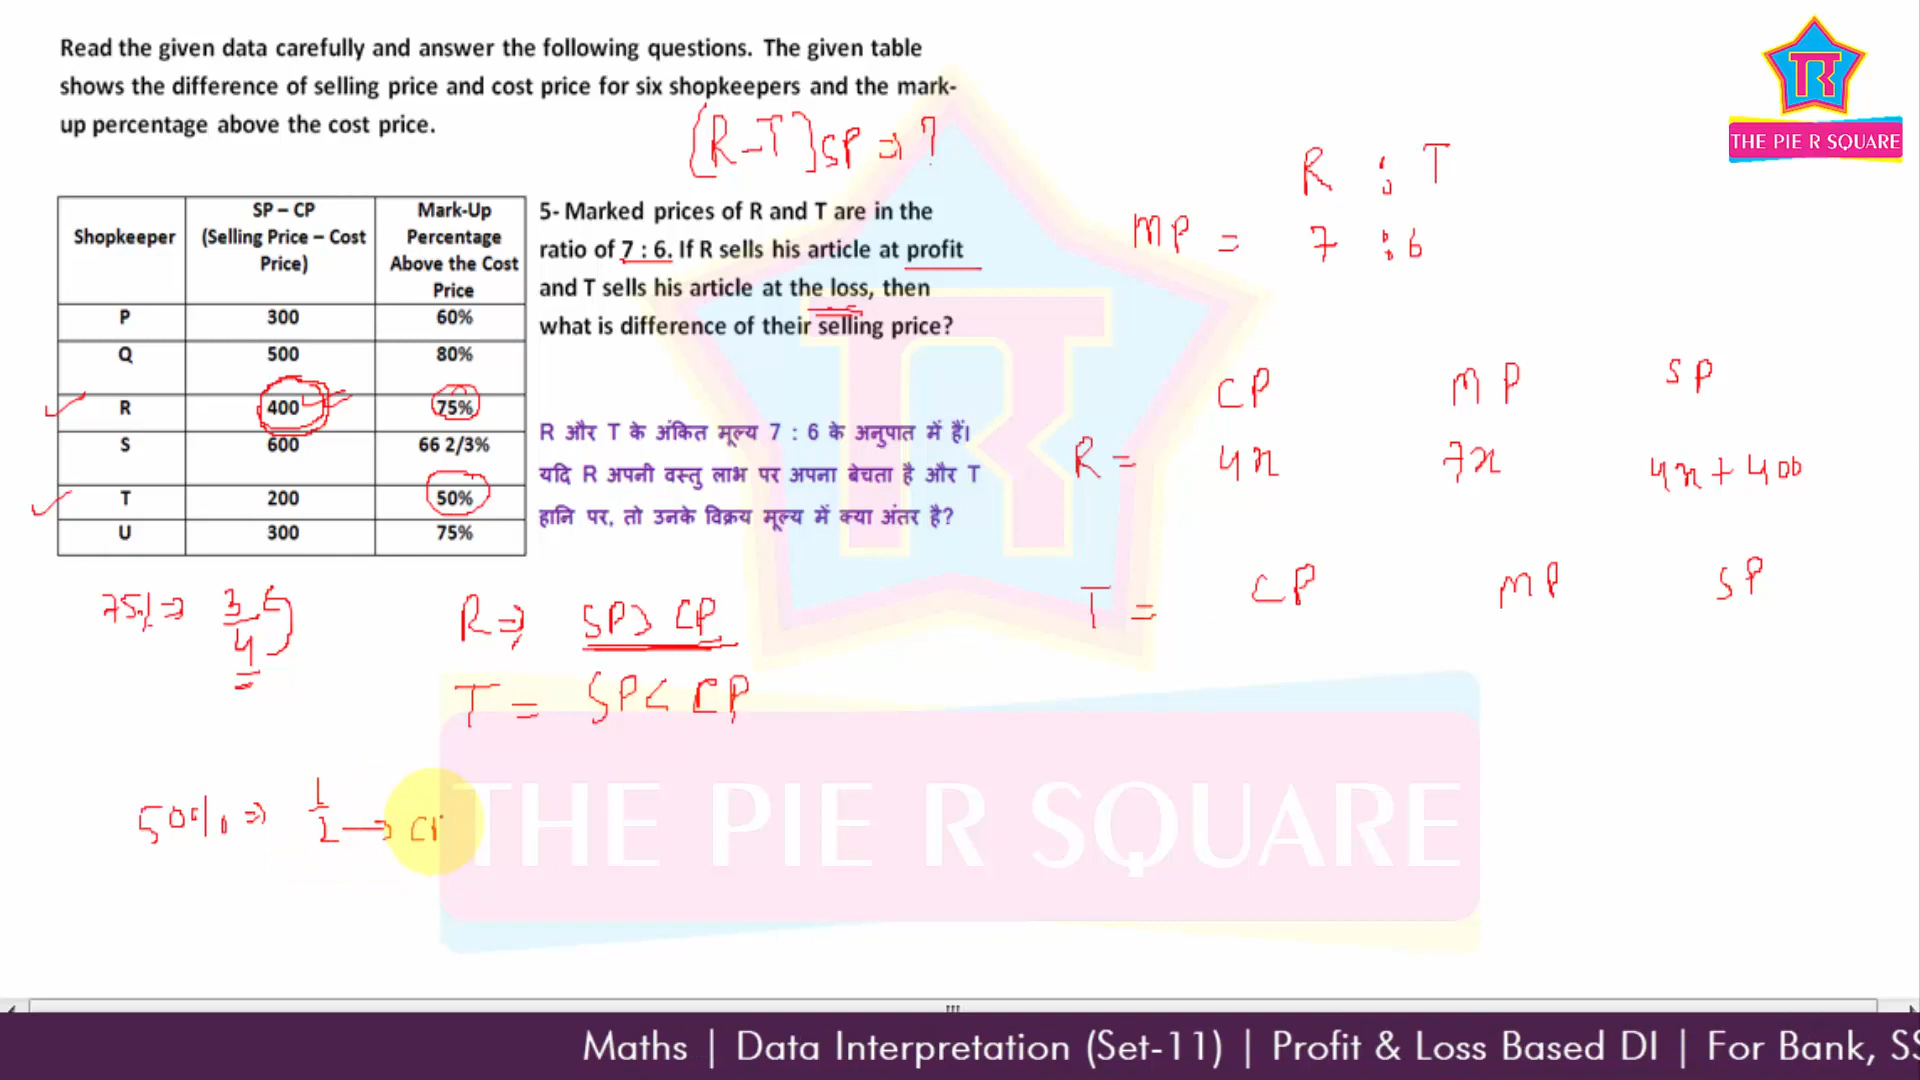 Read the given data carefully and answer the following questions. The given table
shows the difference of selling price and cost price for six shopkeepers and the mark-
up percentage above the cost price.
[R-T]SP => ?
THE PIE R SQUARE
R : T
MP = 7 : 6
Shopkeeper | SP – CP (Selling Price – Cost Price) | Mark-Up Percentage Above the Cost Price
P 300 60%
Q 500 80%
R 400 75%
S 600 66 2/3%
T 200 50%
U 300 75%
5- Marked prices of R and T are in the
ratio of 7 : 6. If R sells his article at profit
and T sells his article at the loss, then
what is difference of their selling price?
R और T के अंकित मूल्य 7 : 6 के अनुपात में हैं।
यदि R अपनी वस्तु लाभ पर अपना बेचता है और T
हानि पर, तो उनके विक्रय मूल्य में क्या अंतर है?
CP MP SP
R = 4x 7x 4x + 400
T = CP MP SP
75% => 3/4
R => SP > CP
T = SP < CP
50% => 1/2 → CP
THE PIE R SQUARE
Maths | Data Interpretation (Set-11) | Profit & Loss Based DI | For Bank, SS